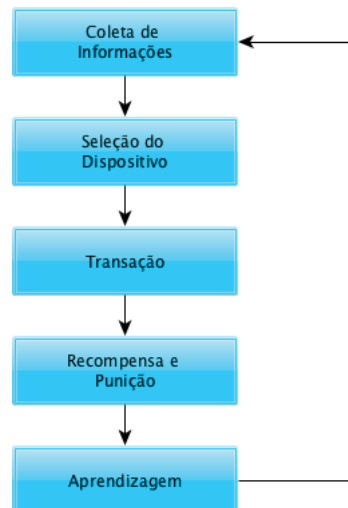 Coleta de
Informações
Seleção do
Dispositivo
Transação
Recompensa e
Punição
Aprendizagem